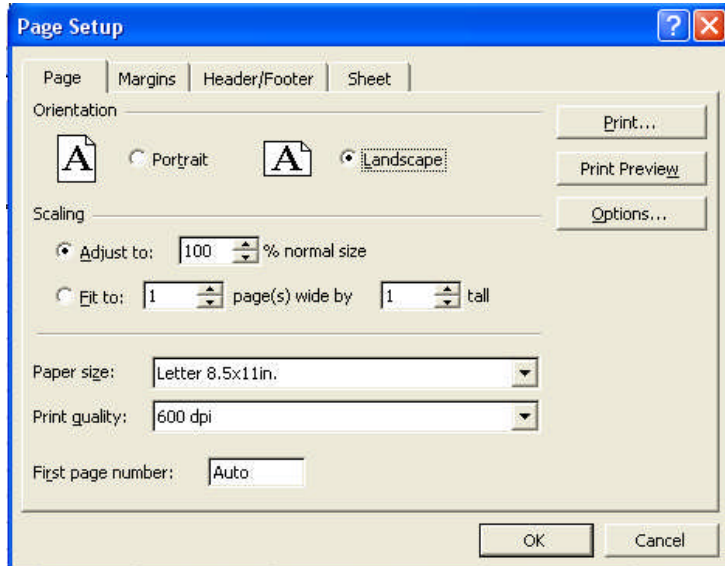 Page Setup
Page Margins Header/Footer Sheet
Orientation
A Portrait A Landscape
Print...
Print Preview
Options...
Scaling
Adjust to: 100 % normal size
Fit to: 1 page(s) wide by 1 tall
Paper size: Letter 8.5x11in.
Print quality: 600 dpi
First page number: Auto
OK Cancel